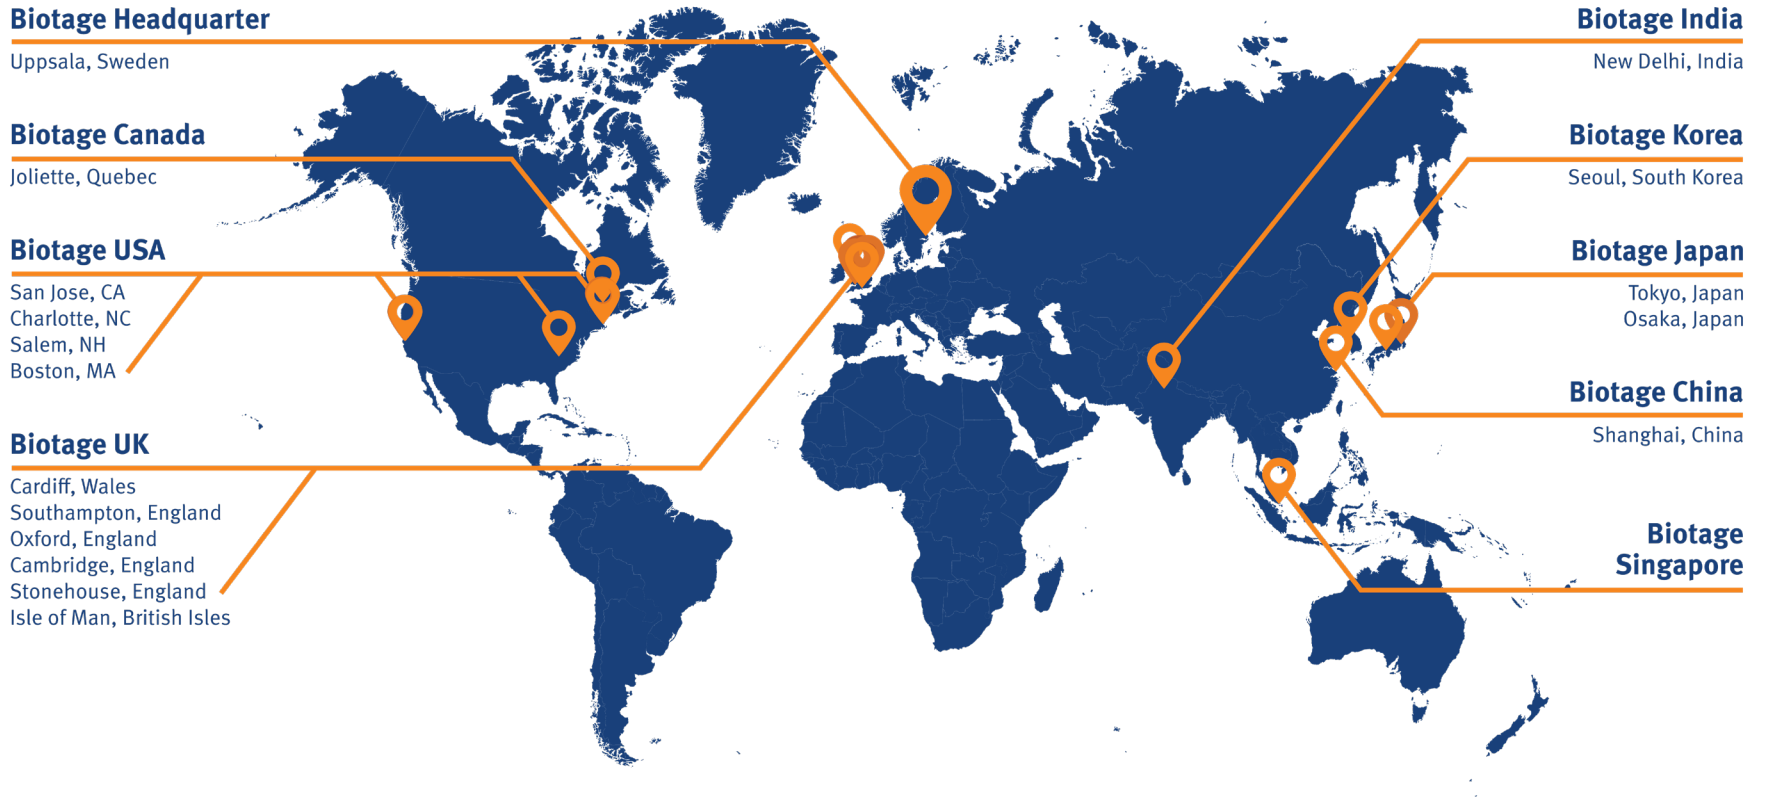 Biotage Headquarter
Uppsala, Sweden
Biotage Canada
Joliette, Quebec
Biotage USA
San Jose, CA
Charlotte, NC
Salem, NH
Boston, MA
Biotage UK
Cardiff, Wales
Southampton, England
Oxford, England
Cambridge, England
Stonehouse, England
Isle of Man, British Isles
Biotage India
New Delhi, India
Biotage Korea
Seoul, South Korea
Biotage Japan
Tokyo, Japan
Osaka, Japan
Biotage China
Shanghai, China
Biotage
Singapore